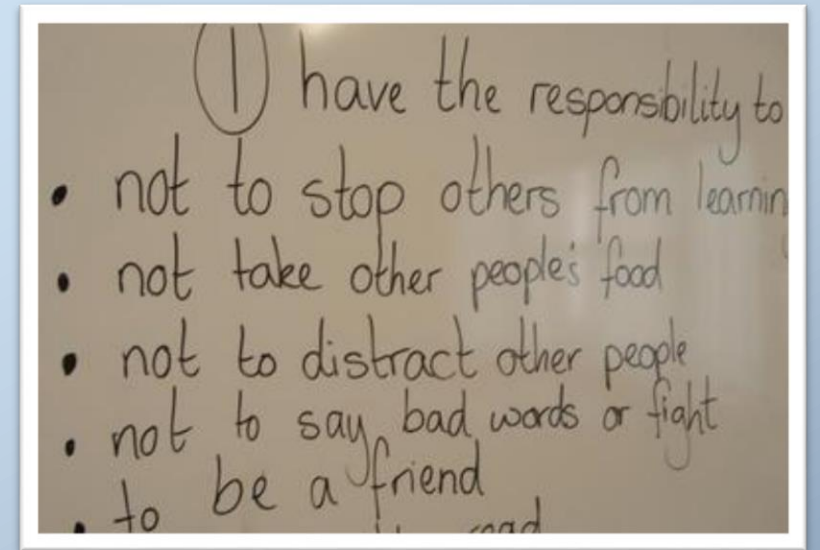 I have the responsibility to
• not to stop others from learnin
• not take other people's food
• not to distract other people
• not to say bad words or fight
• to be a friend
• road